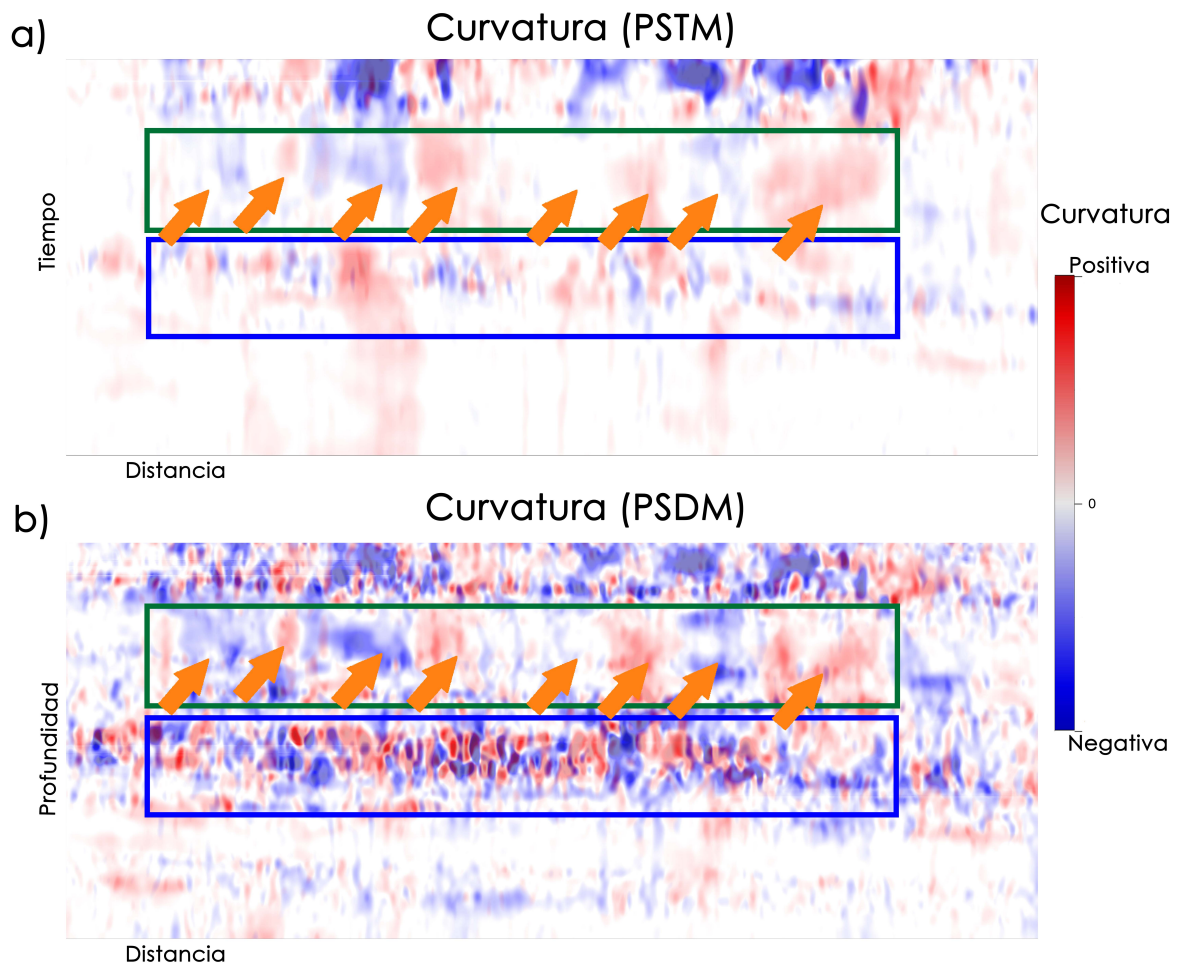 a)
Curvatura (PSTM)
Tiempo
Distancia
Curvatura
Positiva
0
Negativa
b)
Curvatura (PSDM)
Profundidad
Distancia